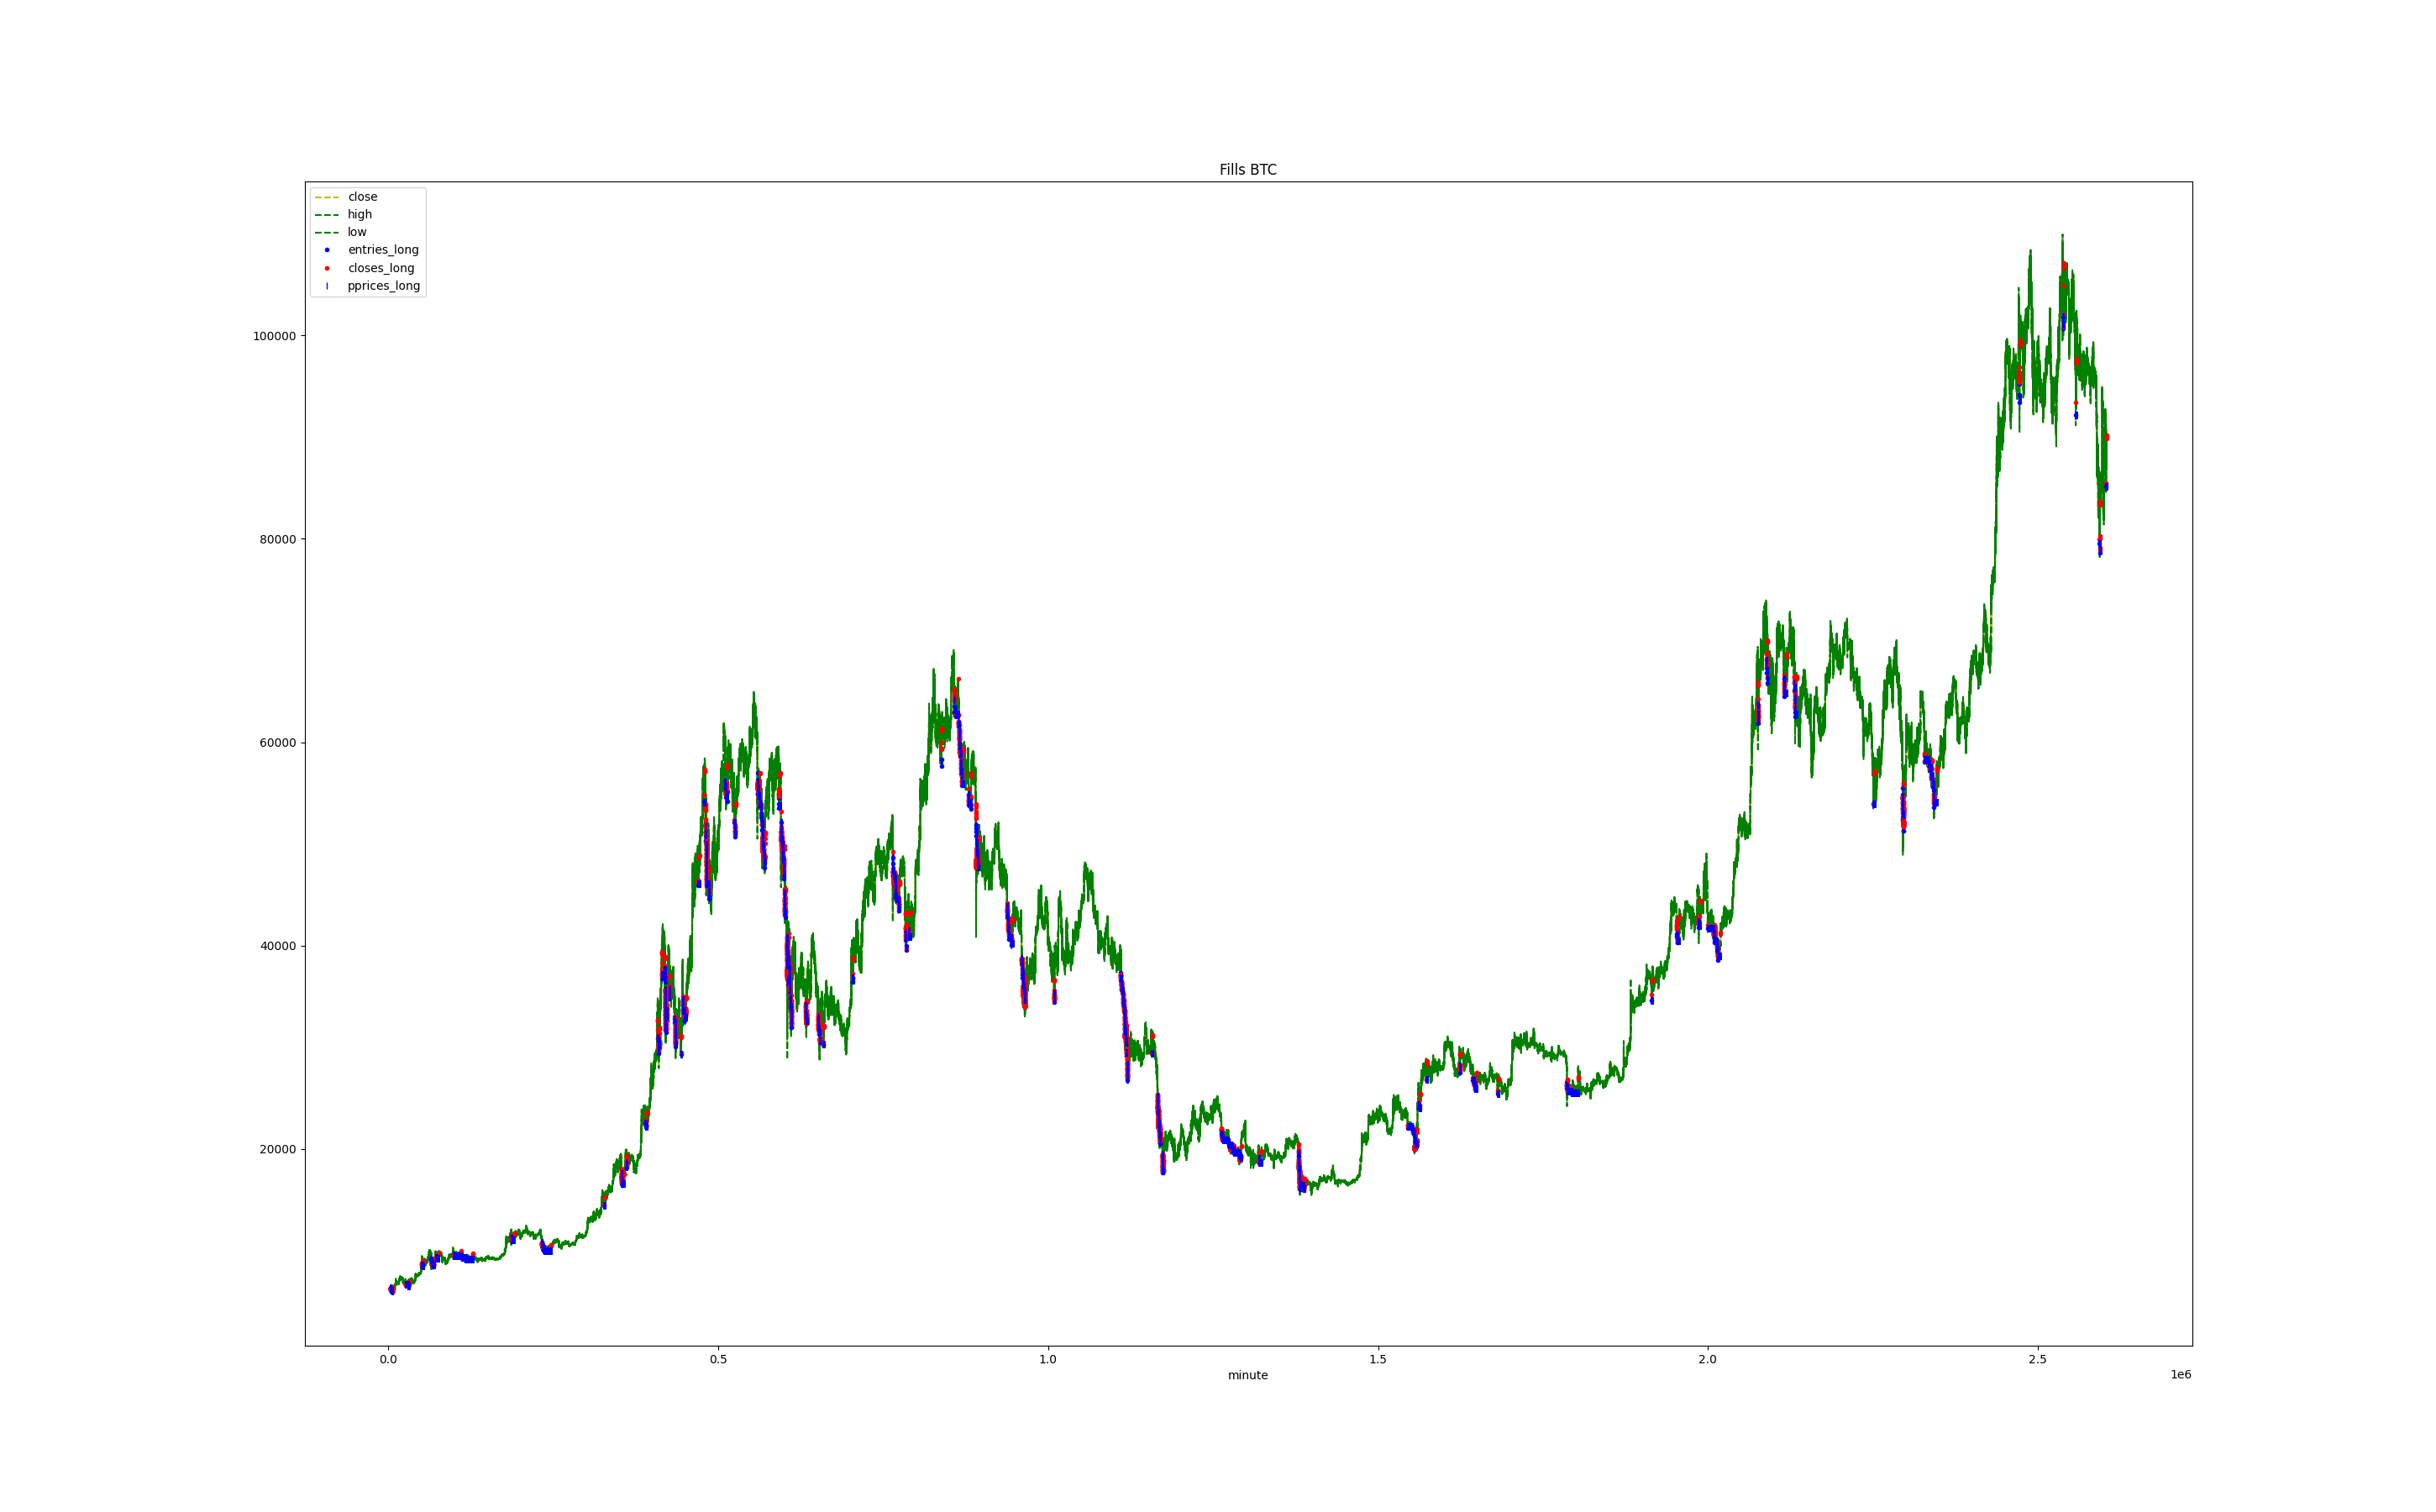 Fills BTC
close
high
low
entries_long
closes_long
pprices_long
100000
80000
60000
40000
20000
0.0 0.5 1.0 1.5 2.0 2.5
minute
1e6